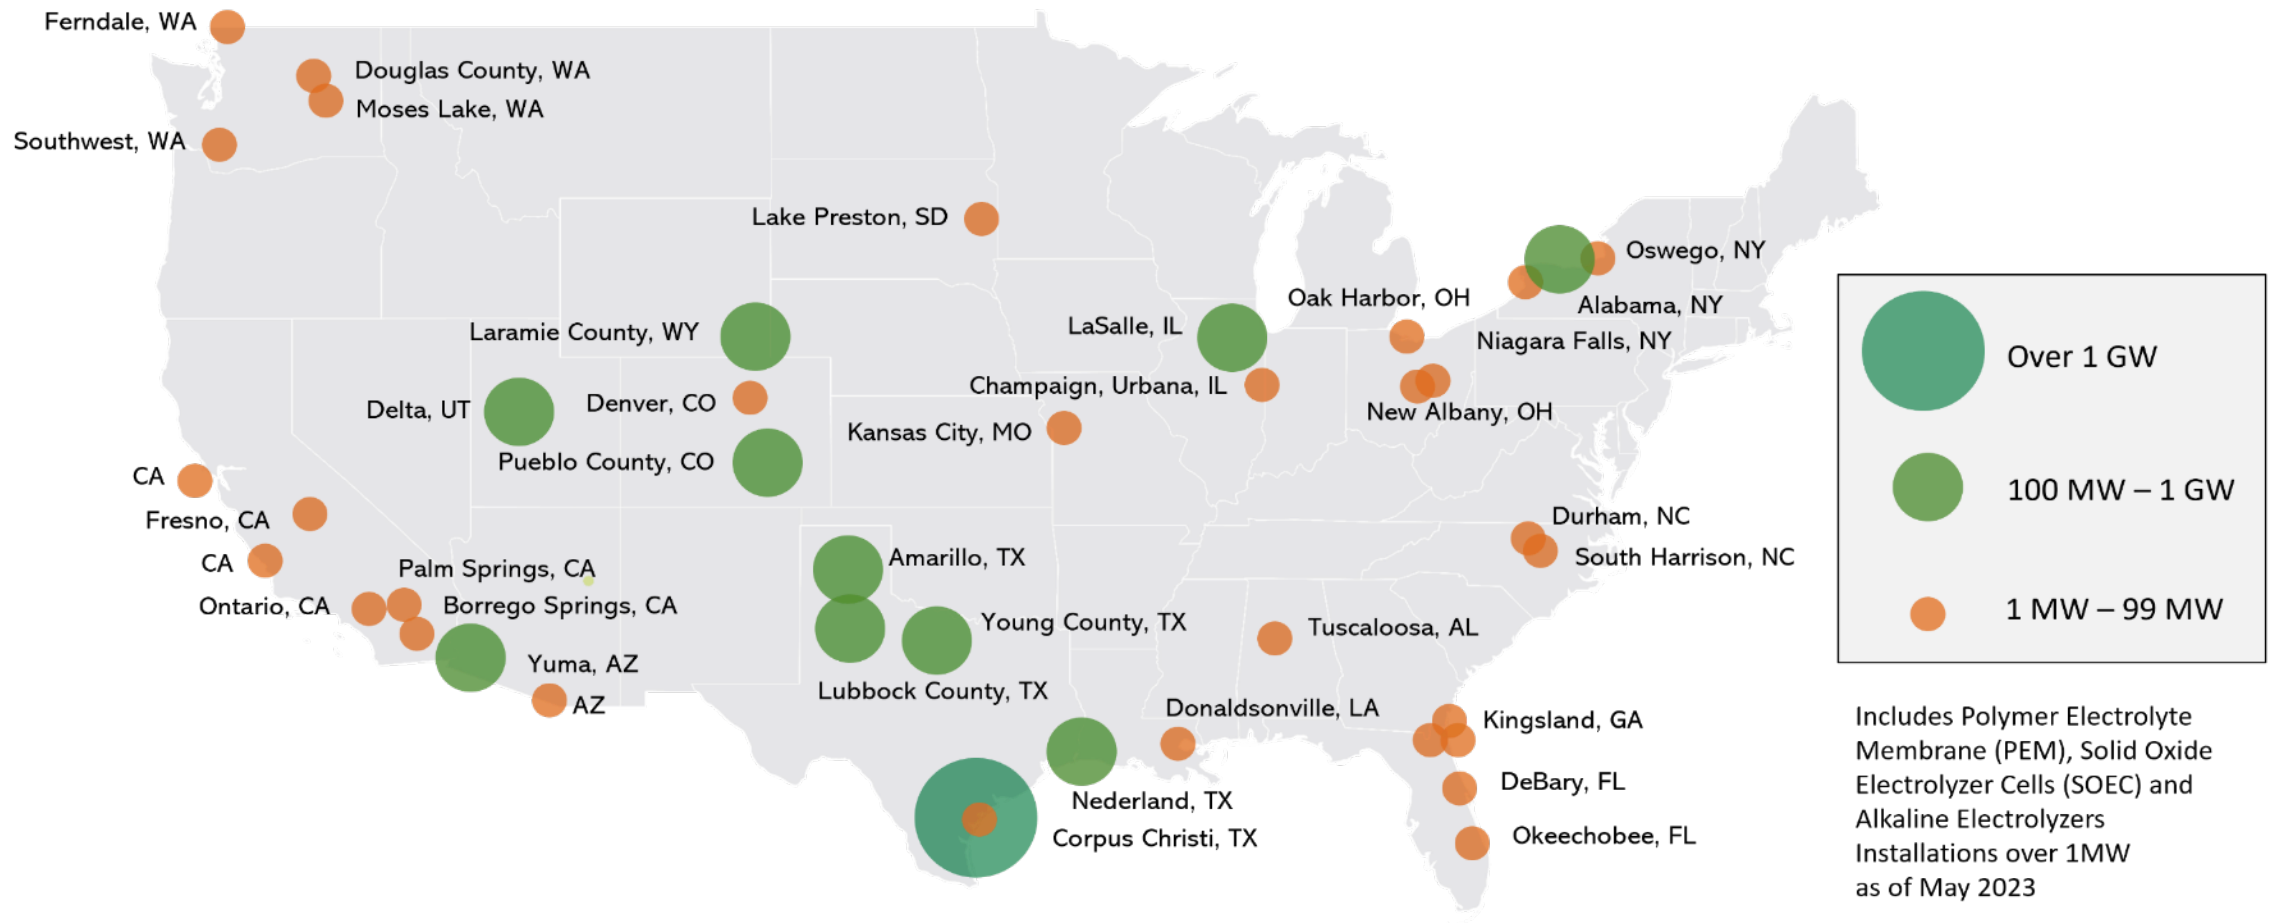 Ferndale, WA
Douglas County, WA
Moses Lake, WA
Southwest, WA
Lake Preston, SD
Oswego, NY
Oak Harbor, OH
Alabama, NY
LaSalle, IL
Laramie County, WY
Niagara Falls, NY
Champaign, Urbana, IL
Denver, CO
Delta, UT
New Albany, OH
Kansas City, MO
Pueblo County, CO
CA
Fresno, CA
Durham, NC
South Harrison, NC
Amarillo, TX
CA
Palm Springs, CA
Ontario, CA
Borrego Springs, CA
Young County, TX
Tuscaloosa, AL
Yuma, AZ
Lubbock County, TX
AZ
Donaldsonville, LA
Kingsland, GA
DeBary, FL
Nederland, TX
Corpus Christi, TX
Okeechobee, FL
Over 1 GW
100 MW – 1 GW
1 MW – 99 MW
Includes Polymer Electrolyte
Membrane (PEM), Solid Oxide
Electrolyzer Cells (SOEC) and
Alkaline Electrolyzers
Installations over 1MW
as of May 2023